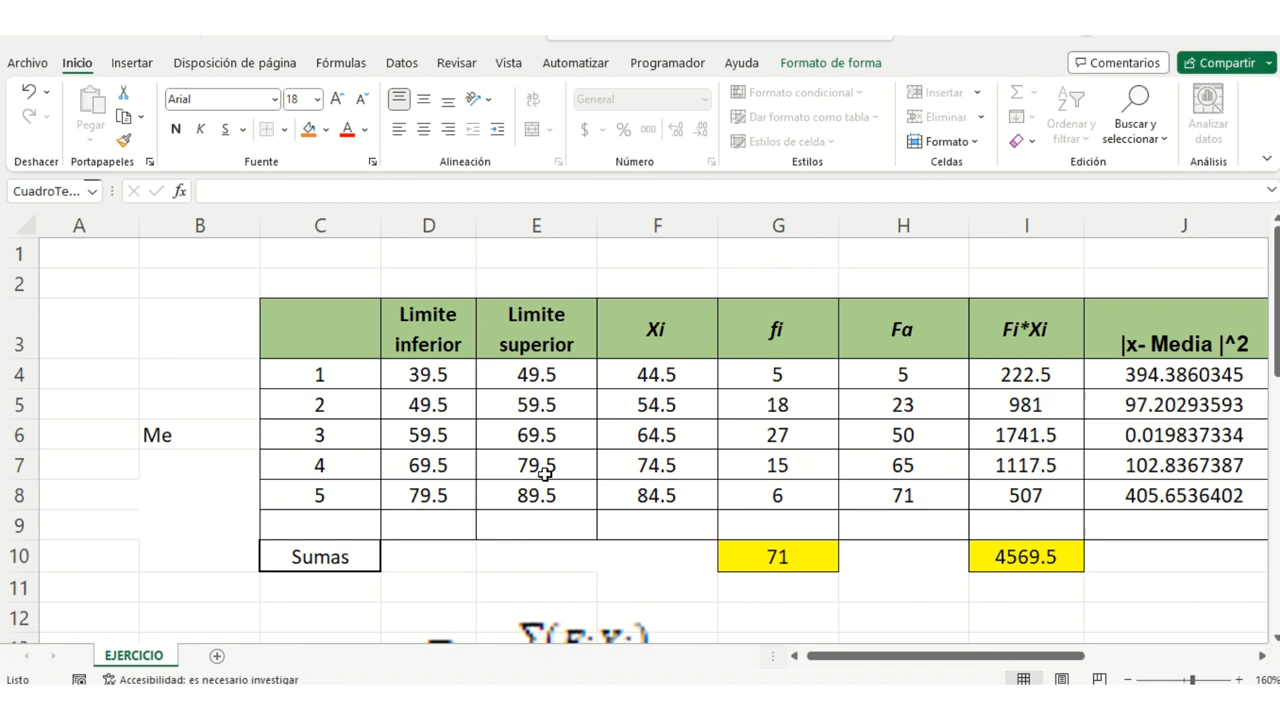 Archivo Inicio Insertar Disposición de página Fórmulas Datos Revisar Vista Automatizar Programador Ayuda Formato de forma Comentarios Compartir
Pegar
Arial 18
N K S
General
$ % 000
Formato condicional
Dar formato como tabla
Estilos de celda
Insertar
Eliminar
Formato
Ordenar y
filtrar
Buscar y
seleccionar
Analizar
datos
Deshacer Portapapeles Fuente Alineación Número Estilos Celdas Edición Análisis
CuadroTe... fx
A B C D E F G H I J
1
2
3 Limite inferior Limite superior Xi fi Fa Fi*Xi |x- Media |^2
4 1 39.5 49.5 44.5 5 5 222.5 394.3860345
5 2 49.5 59.5 54.5 18 23 981 97.20293593
6 Me 3 59.5 69.5 64.5 27 50 1741.5 0.019837334
7 4 69.5 79.5 74.5 15 65 1117.5 102.8367387
8 5 79.5 89.5 84.5 6 71 507 405.6536402
9
10 Sumas 71 4569.5
11
12
EJERCICIO
Listo Accesibilidad: es necesario investigar 160%